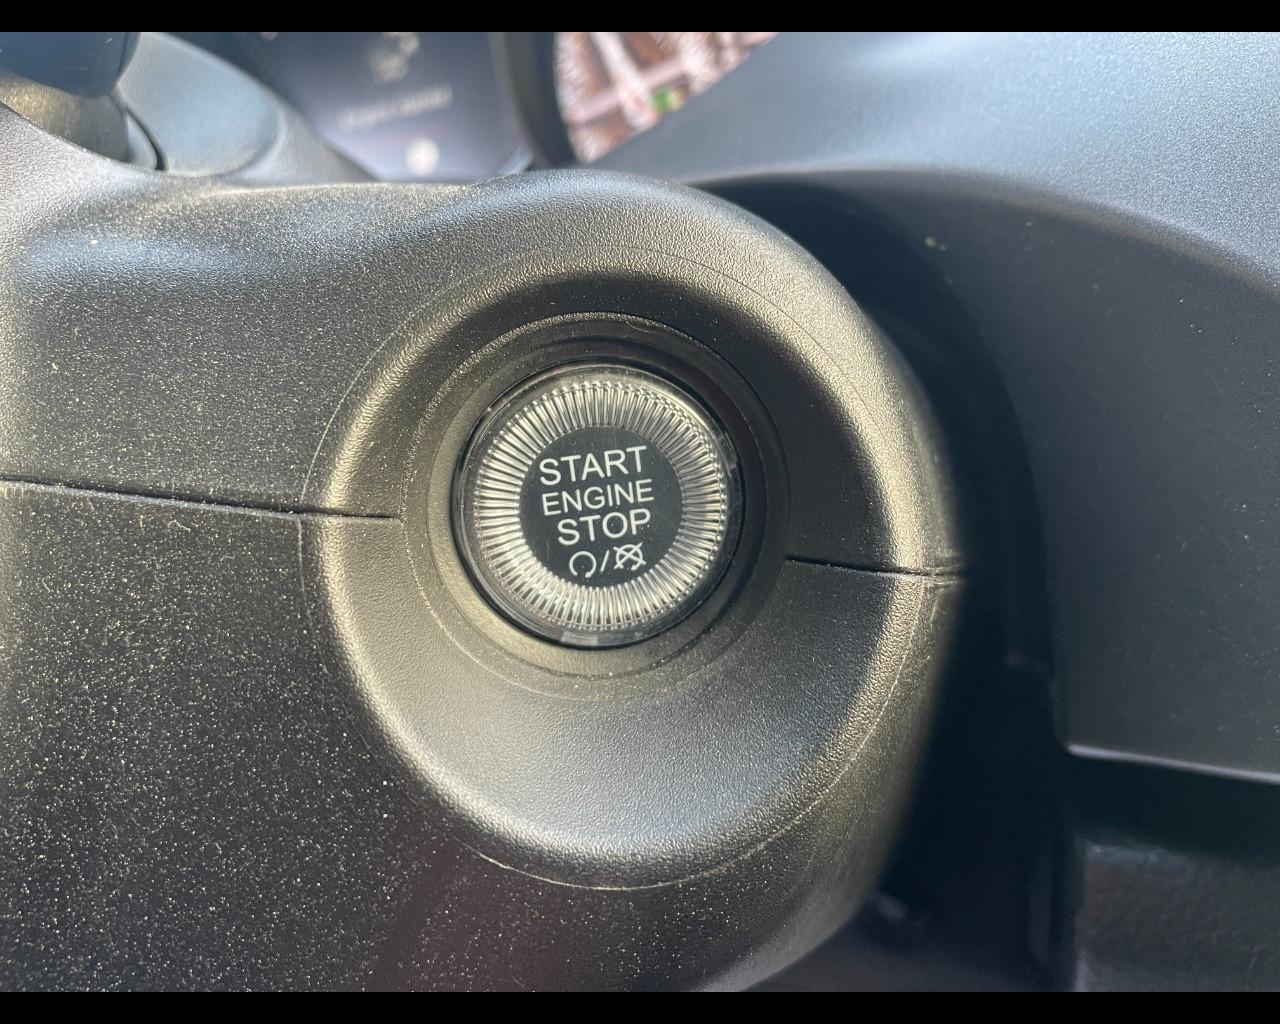 START
ENGINE
STOP
/